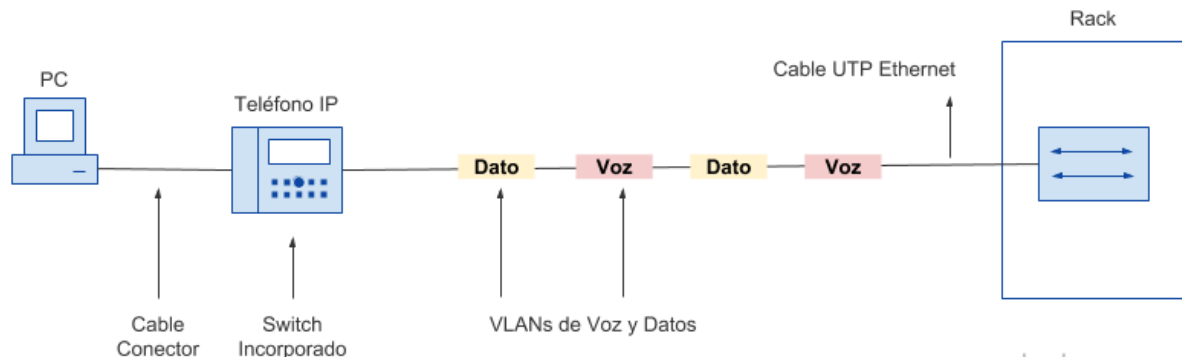 Rack
Cable UTP Ethernet
PC
Teléfono IP
Dato
Voz
Dato
Voz
Cable
Conector
Switch
Incorporado
VLANs de Voz y Datos